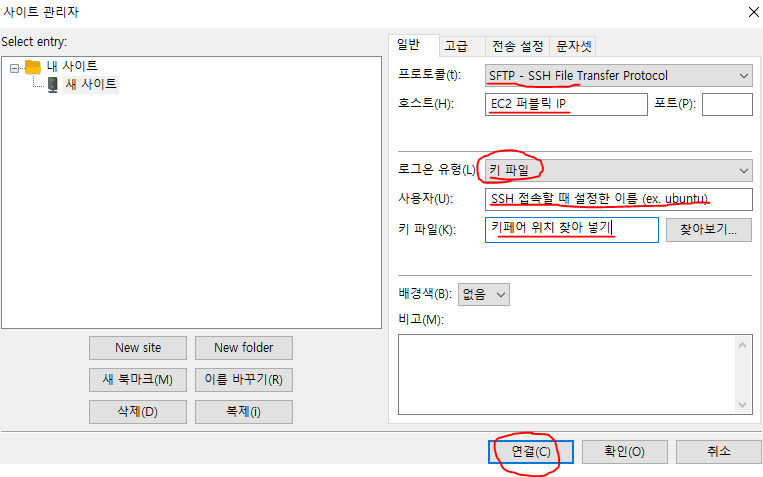 사이트 관리자
Select entry:
내 사이트
새 사이트
New site
New folder
새 북마크(M)
이름 바꾸기(R)
삭제(D)
복제(i)
일반
고급
전송 설정
문자셋
프로토콜(t):
SFTP - SSH File Transfer Protocol
호스트(H):
EC2 퍼블릭 IP
포트(P):
로그온 유형(L)
키 파일
사용자(U):
SSH 접속할 때 설정한 이름 (ex. ubuntu)
키 파일(K):
키페어 위치 찾아 넣기
찾아보기...
배경색(B):
없음
비고(M):
연결(C)
확인(O)
취소